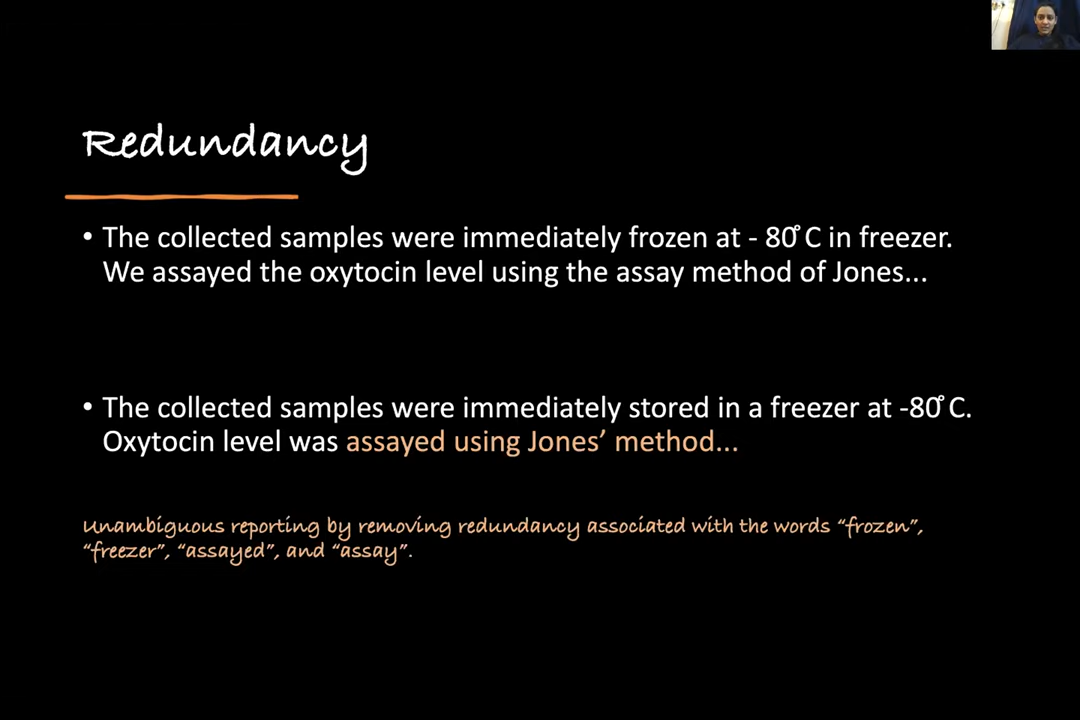 Redundancy
• The collected samples were immediately frozen at - 80°C in freezer.
We assayed the oxytocin level using the assay method of Jones...
• The collected samples were immediately stored in a freezer at -80°C.
Oxytocin level was assayed using Jones’ method...
Unambiguous reporting by removing redundancy associated with the words “frozen”,
“freezer”, “assayed”, and “assay”.